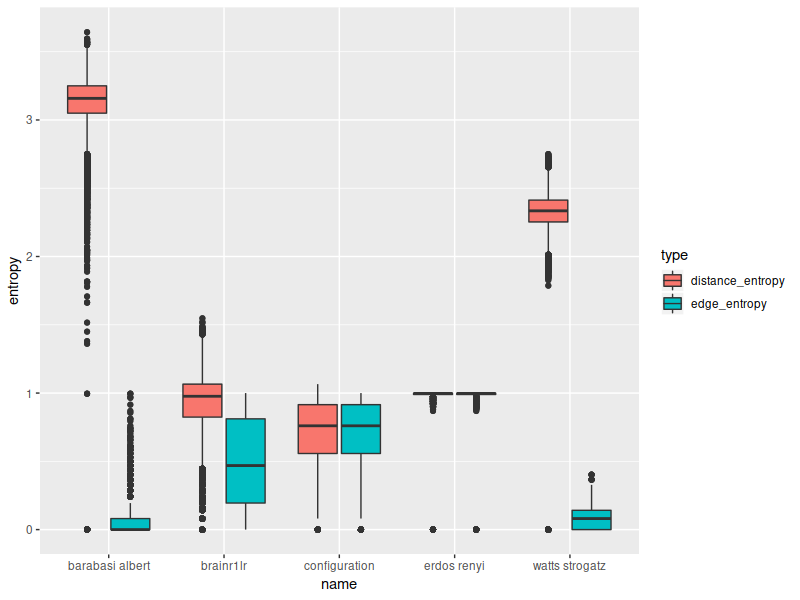 3
2
1
0
entropy
barabasi albert brainr1lr configuration erdos renyi watts strogatz
name
type
distance_entropy
edge_entropy